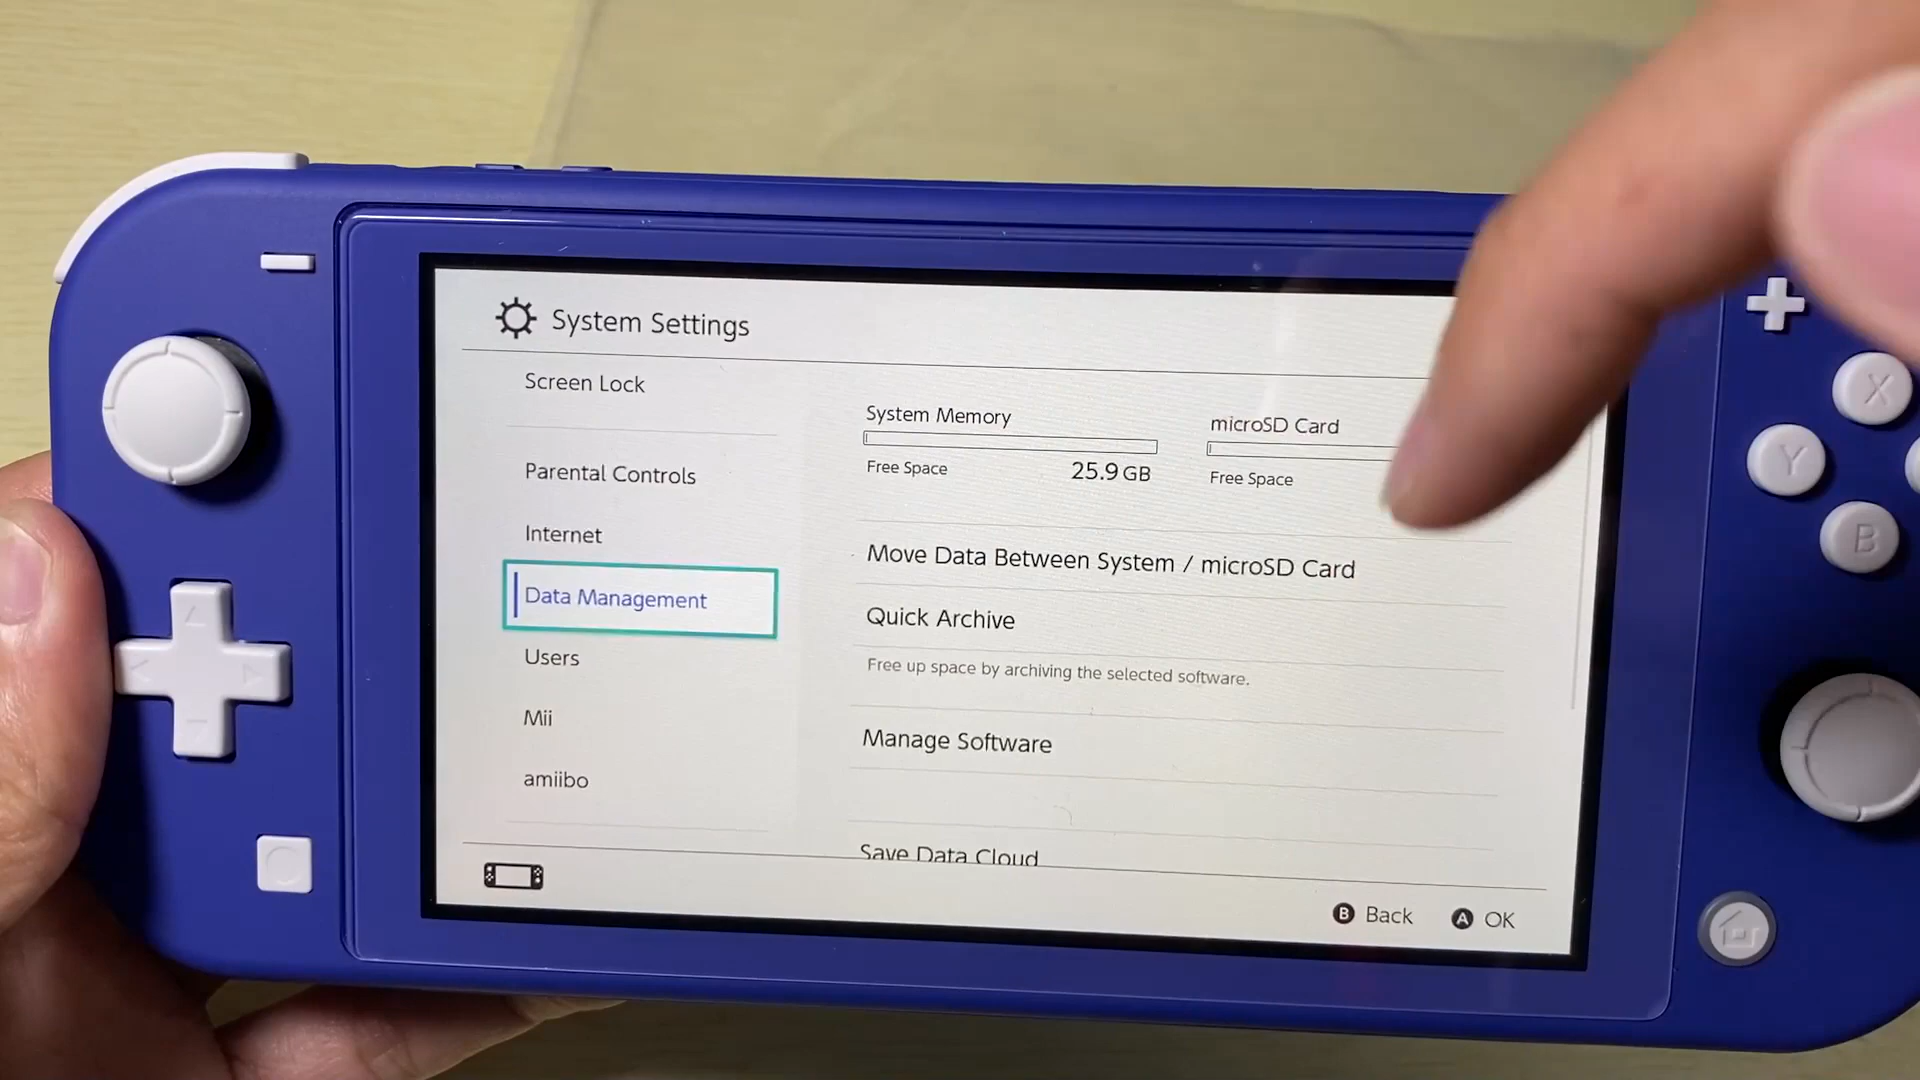 System Settings
Screen Lock
Parental Controls
Internet
Data Management
Users
Mii
amiibo
System Memory
Free Space 25.9 GB
microSD Card
Free Space
Move Data Between System / microSD Card
Quick Archive
Free up space by archiving the selected software.
Manage Software
Save Data Cloud
B Back A OK
X
Y
B